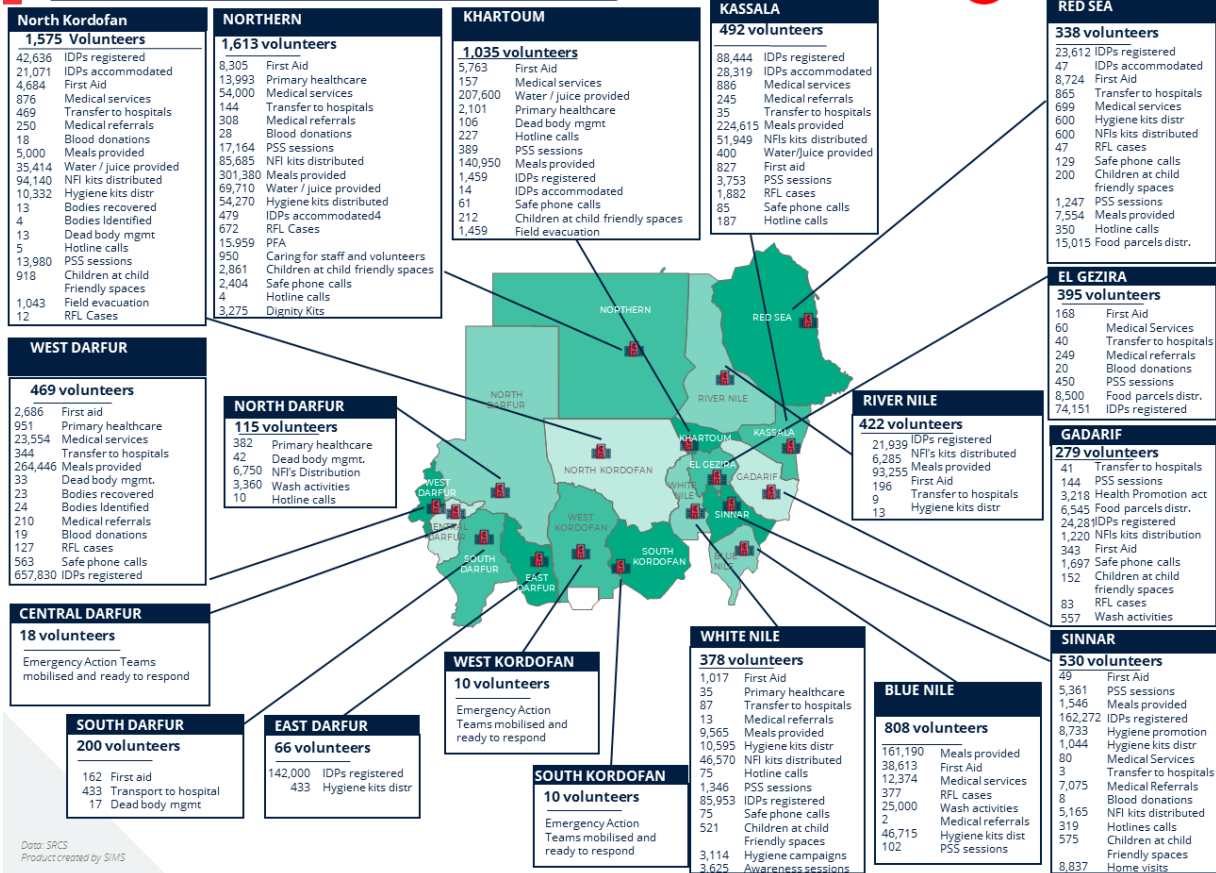 North Kordofan
1,575 Volunteers
42,636 IDPs registered
21,071 IDPs accommodated
4,684 First Aid
876 Medical services
469 Transfer to hospitals
250 Medical referrals
18 Blood donations
5,000 Meals provided
35,414 Water / juice provided
94,140 NFI kits distributed
10,332 Hygiene kits distr
13 Bodies recovered
4 Bodies Identified
13 Dead body mgmt
5 Hotline calls
13,980 PSS sessions
918 Children at child
Friendly spaces
1,043 Field evacuation
12 RFL Cases
NORTHERN
1,613 volunteers
8,305 First Aid
13,993 Primary healthcare
54,000 Medical services
144 Transfer to hospitals
308 Medical referrals
28 Blood donations
17,164 PSS sessions
85,685 NFI kits distributed
301,380 Meals provided
69,710 Water / juice provided
54,270 Hygiene kits distributed
479 IDPs accommodated4
672 RFL Cases
15,959 PFA
950 Caring for staff and volunteers
2,861 Children at child friendly spaces
2,404 Safe phone calls
4 Hotline calls
3,275 Dignity Kits
KHARTOUM
1,035 volunteers
5,763 First Aid
157 Medical services
207,600 Water / juice provided
2,101 Primary healthcare
106 Dead body mgmt
227 Hotline calls
389 PSS sessions
140,950 Meals provided
1,459 IDPs registered
14 IDPs accommodated
61 Safe phone calls
212 Children at child friendly spaces
1,459 Field evacuation
KASSALA
492 volunteers
88,444 IDPs registered
28,319 IDPs accommodated
886 Medical services
245 Medical referrals
35 Transfer to hospitals
224,615 Meals provided
51,949 NFIs kits distributed
400 Water/Juice provided
827 First aid
3,753 PSS sessions
1,882 RFL cases
85 Safe phone calls
187 Hotline calls
RED SEA
338 volunteers
23,612 IDPs registered
47 IDPs accommodated
8,724 First Aid
865 Transfer to hospitals
699 Medical services
600 Hygiene kits distr
600 NFIs kits distributed
47 RFL cases
129 Safe phone calls
200 Children at child
friendly spaces
1,247 PSS sessions
7,554 Meals provided
350 Hotline calls
15,015 Food parcels distr.
EL GEZIRA
395 volunteers
168 First Aid
60 Medical Services
40 Transfer to hospitals
249 Medical referrals
20 Blood donations
450 PSS sessions
8,500 Food parcels distr.
74,151 IDPs registered
WEST DARFUR
469 volunteers
2,686 First aid
951 Primary healthcare
23,554 Medical services
344 Transfer to hospitals
264,446 Meals provided
33 Dead body mgmt.
23 Bodies recovered
24 Bodies Identified
210 Medical referrals
19 Blood donations
127 RFL cases
563 Safe phone calls
657,830 IDPs registered
NORTH DARFUR
115 volunteers
382 Primary healthcare
42 Dead body mgmt.
6,750 NFI's Distribution
3,360 Wash activities
10 Hotline calls
RIVER NILE
422 volunteers
21,939 IDPs registered
6,285 NFI's kits distributed
93,255 Meals provided
196 First Aid
9 Transfer to hospitals
13 Hygiene kits distr
GADARIF
279 volunteers
41 Transfer to hospitals
144 PSS sessions
3,218 Health Promotion act
6,545 Food parcels distr.
24,281 IDPs registered
1,220 NFIs kits distribution
343 First Aid
1,697 Safe phone calls
152 Children at child
friendly spaces
83 RFL cases
557 Wash activities
NORTHERN
RED SEA
NORTH
DARFUR
RIVER NILE
KHARTOUM
KASSALA
NORTH KORDOFAN
EL GEZIRA
GADARIF
WHITE
NILE
WEST
DARFUR
SINNAR
CENTRAL
DARFUR
WEST
KORDOFAN
SOUTH
DARFUR
SOUTH
KORDOFAN
BLUE
NILE
EAST
DARFUR
CENTRAL DARFUR
18 volunteers
Emergency Action Teams
mobilised and ready to respond
SOUTH DARFUR
200 volunteers
162 First aid
433 Transport to hospital
17 Dead body mgmt
EAST DARFUR
66 volunteers
142,000 IDPs registered
433 Hygiene kits distr
WEST KORDOFAN
10 volunteers
Emergency Action
Teams mobilised and
ready to respond
SOUTH KORDOFAN
10 volunteers
Emergency Action
Teams mobilised and
ready to respond
WHITE NILE
378 volunteers
1,017 First Aid
35 Primary healthcare
87 Transfer to hospitals
13 Medical referrals
9,565 Meals provided
10,595 Hygiene kits distr
46,570 NFI kits distributed
75 Hotline calls
1,346 PSS sessions
85,953 IDPs registered
75 Safe phone calls
521 Children at child
Friendly spaces
3,114 Hygiene campaigns
3,625 Awareness sessions
BLUE NILE
808 volunteers
161,190 Meals provided
38,613 First Aid
12,374 Medical services
377 RFL cases
25,000 Wash activities
2 Medical referrals
46,715 Hygiene kits dist
102 PSS sessions
SINNAR
530 volunteers
49 First Aid
5,361 PSS sessions
1,546 Meals provided
162,272 IDPs registered
8,733 Hygiene promotion
1,044 Hygiene kits distr
80 Medical Services
3 Transfer to hospitals
7,075 Medical Referrals
8 Blood donations
5,165 NFI kits distributed
319 Hotlines calls
575 Children at child
Friendly spaces
8,837 Home visits
Data: SRCS
Product created by SIMS